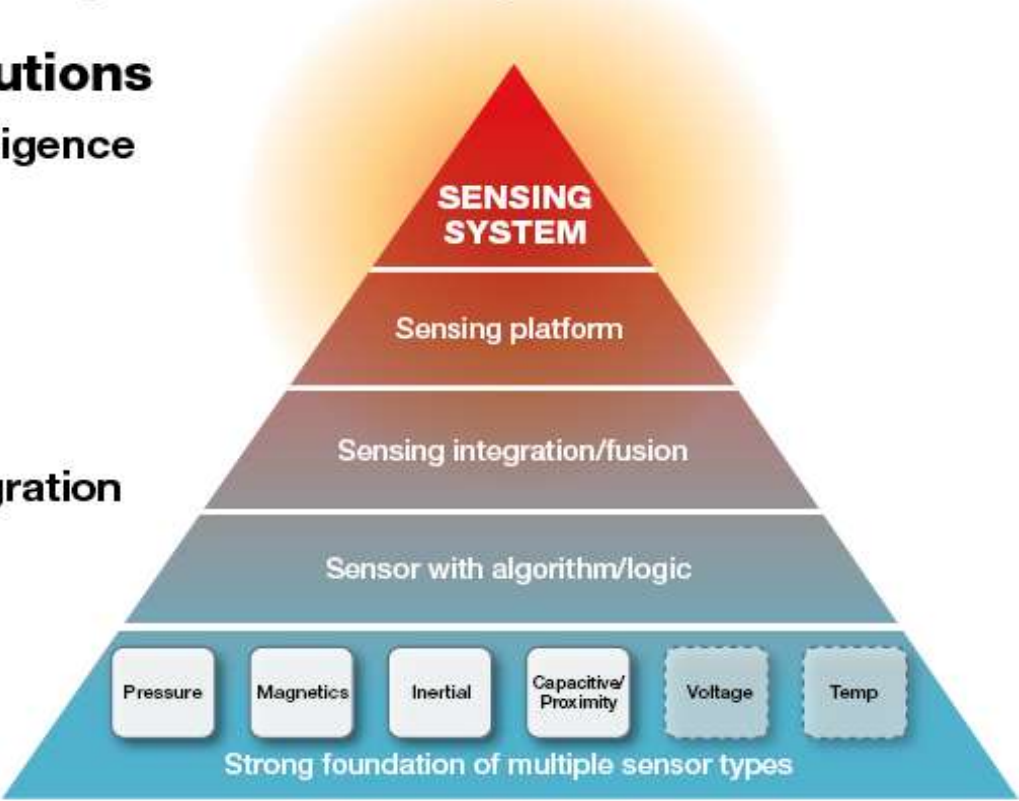 utions
igence
SENSING
SYSTEM
Sensing platform
Sensing integration/fusion
gration
Sensor with algorithm/logic
Pressure
Magnetics
Inertial
Capacitive/
Proximity
Voltage
Temp
Strong foundation of multiple sensor types